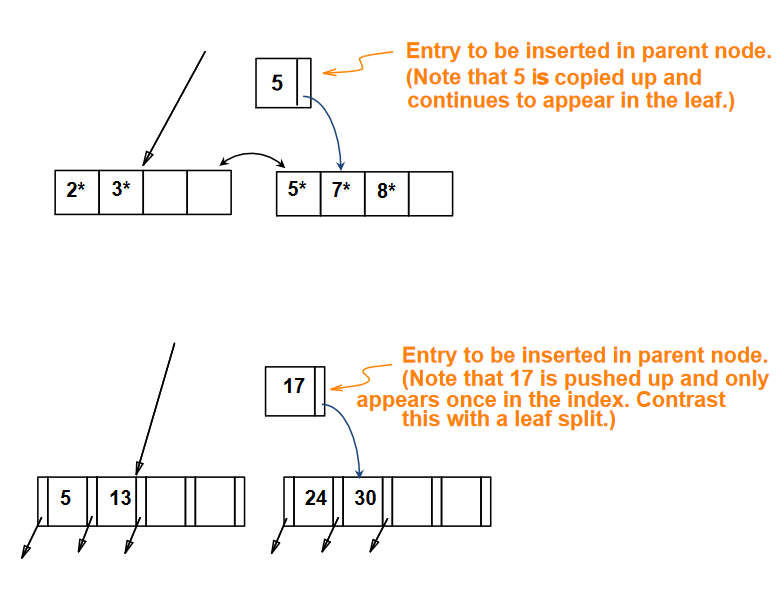 Entry to be inserted in parent node.
5
(Note that 5 is copied up and
continues to appear in the leaf.)
2* 3* 5* 7* 8*
Entry to be inserted in parent node.
17
(Note that 17 is pushed up and only
appears once in the index. Contrast
this with a leaf split.)
5 13 24 30